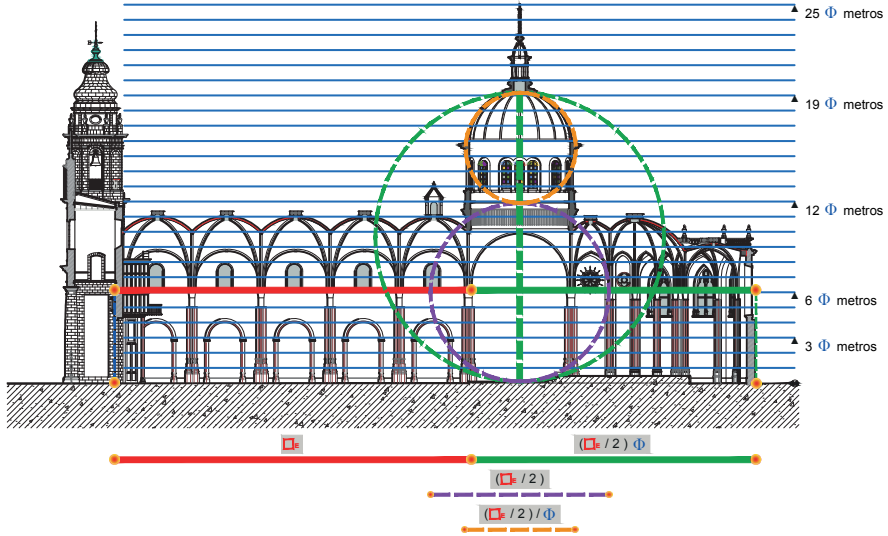 25 Φ metros
19 Φ metros
12 Φ metros
6 Φ metros
3 Φ metros
□E
(□E / 2 ) Φ
(□E / 2 )
(□E / 2 ) / Φ